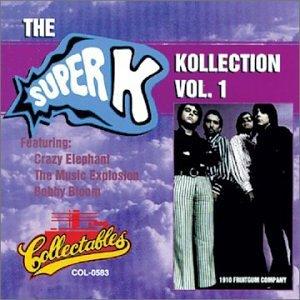 THE
SUPER K
KOLLECTION
VOL. 1
Featuring:
Crazy Elephant
The Music Explosion
Bobby Bloom
Collectables
COL-0583
1910 FRUITGUM COMPANY